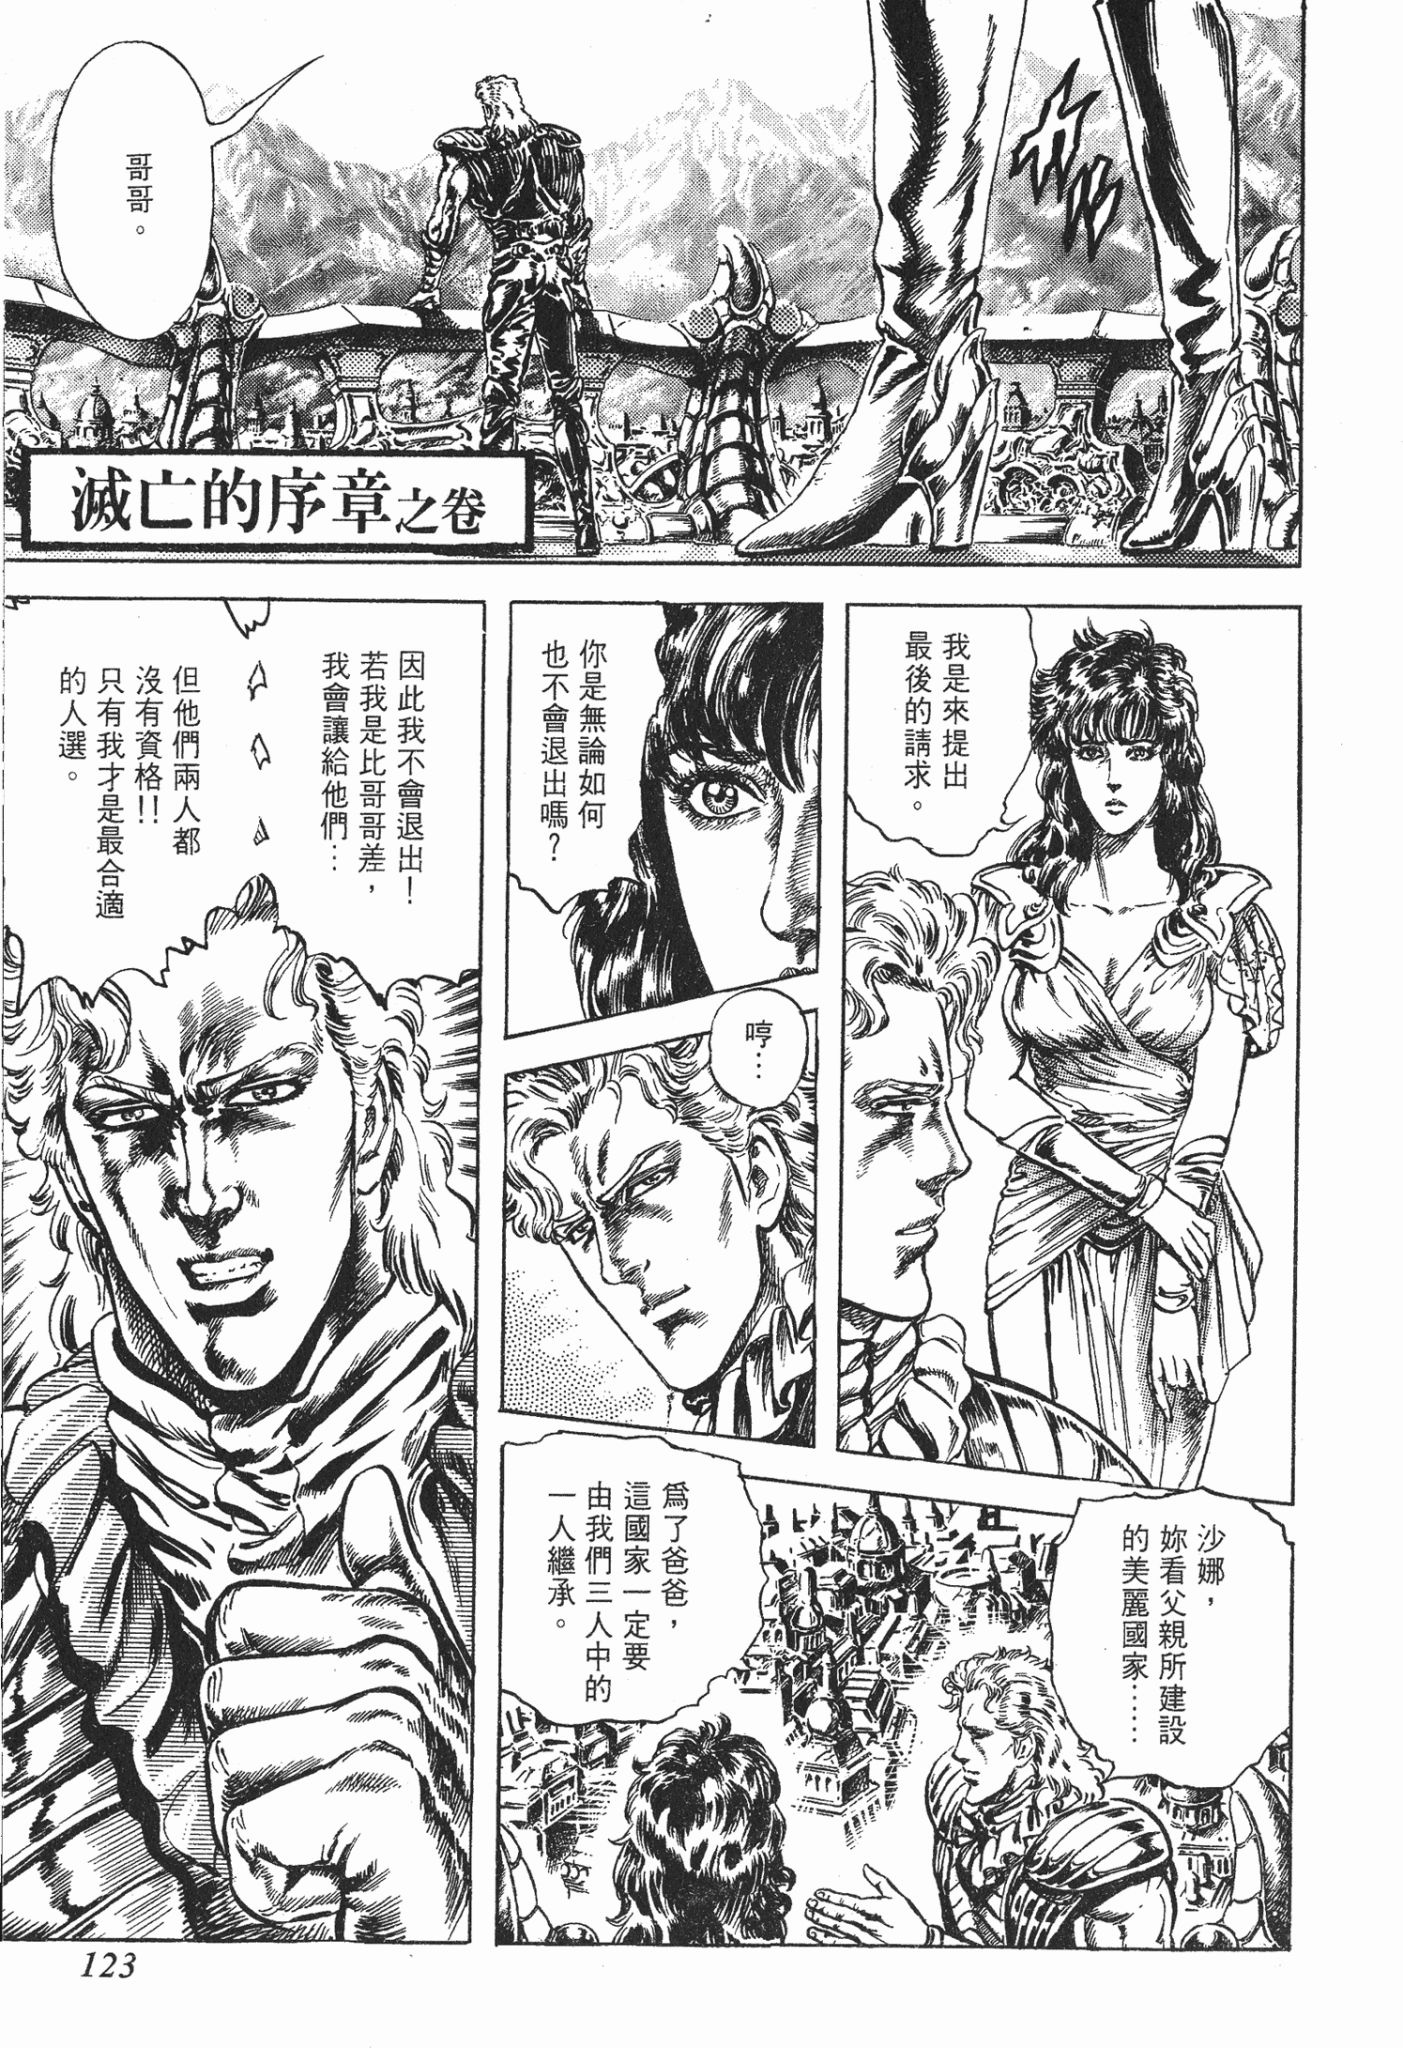 哥哥。
滅亡的序章之卷
我是來提出
最後的請求。
你是無論如何
也不會退出嗎？
哼…
沙娜，
妳看父親所建設
的美麗國家……
爲了爸爸，
這國家一定要
由我們三人中的
一人繼承。
因此我不會退出！
若我是比哥哥差，
我會讓給他們…
但他們兩人都
沒有資格!!
只有我才是最合適
的人選。
123